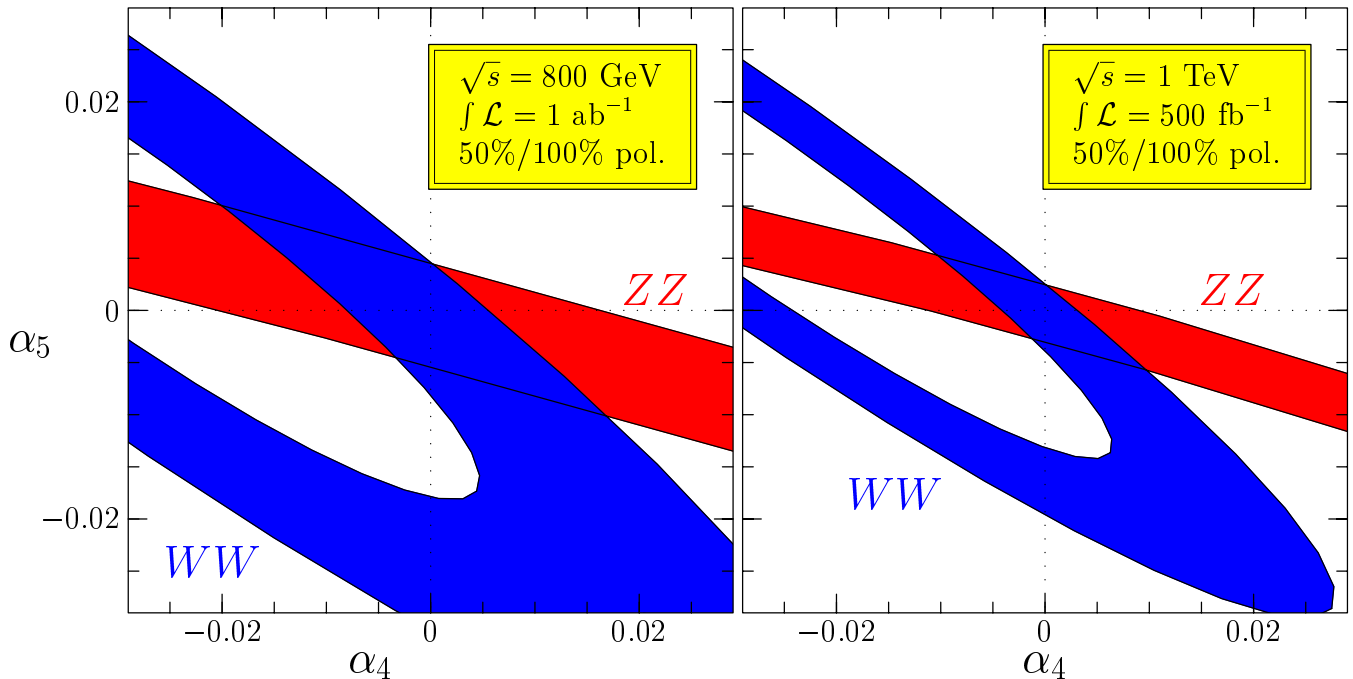 √s = 800 GeV
∫ ℒ = 1 ab⁻¹
50%/100% pol.
ZZ
WW
0.02
0
−0.02
α₅
−0.02 0 0.02
α₄
√s = 1 TeV
∫ ℒ = 500 fb⁻¹
50%/100% pol.
ZZ
WW
−0.02 0 0.02
α₄